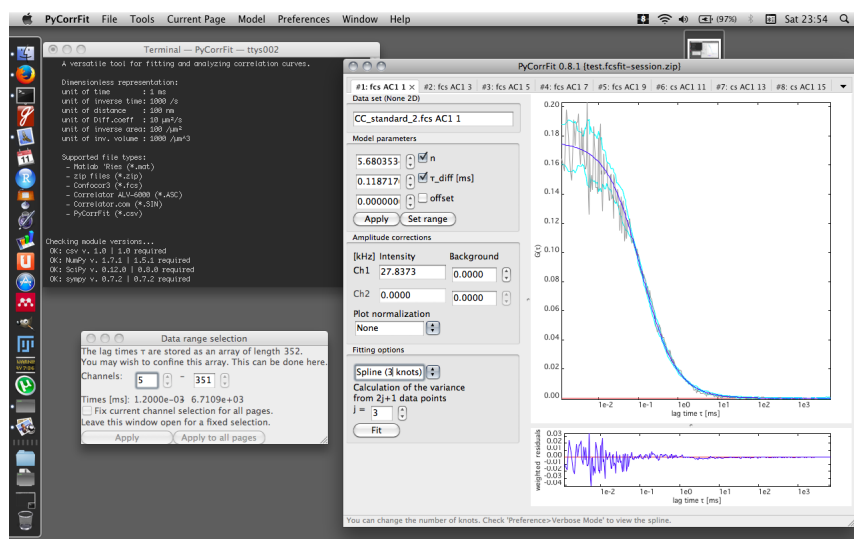 PyCorrFit File Tools Current Page Model Preferences Window Help
(97%) Sat 23:54
Terminal — PyCorrFit — ttys002
A versatile tool for fitting and analyzing correlation curves.
Dimensionless representation:
unit of time : 1 ms
unit of inverse time: 1000 /s
unit of distance : 100 nm
unit of Diff.coeff : 10 µm²/s
unit of inverse area: 100 /µm²
unit of inv. volume : 1000 /µm^3
Supported file types:
- Matlab 'Ries (*.mat)
- zip files (*.zip)
- Confocor3 (*.fcs)
- Correlator ALV-6000 (*.ASC)
- Correlator.com (*.SIN)
- PyCorrFit (*.csv)
Checking module versions...
OK: csv v. 1.0 | 1.0 required
OK: NumPy v. 1.7.1 | 1.5.1 required
OK: SciPy v. 0.12.0 | 0.8.0 required
OK: sympy v. 0.7.2 | 0.7.2 required
Data range selection
The lag times τ are stored as an array of length 352.
You may wish to confine this array. This can be done here.
Channels: 5 – 351
Times [ms]: 1.2000e-03 6.7109e+03
Fix current channel selection for all pages.
Leave this window open for a fixed selection.
Apply Apply to all pages
PyCorrFit 0.8.1 [test.fcsfit-session.zip]
#1: fcs AC1 1 × #2: fcs AC1 3 #3: fcs AC1 5 #4: fcs AC1 7 #5: fcs AC1 9 #6: cs AC1 11 #7: cs AC1 13 #8: cs AC1 15
Data set (None 2D)
CC_standard_2.fcs AC1 1
Model parameters
5.680353 n
0.118717 τ_diff [ms]
0.000000 offset
Apply Set range
Amplitude corrections
[kHz] Intensity Background
Ch1 27.8373 0.0000
Ch2 0.0000 0.0000
Plot normalization
None
Fitting options
Spline (3 knots)
Calculation of the variance
from 2j+1 data points
j = 3
Fit
0.20
0.18
0.16
0.14
0.12
0.10
0.08
0.06
0.04
0.02
0.00
G(τ)
1e-2 1e-1 1e0 1e1 1e2 1e3
lag time τ [ms]
0.03
0.02
0.01
0.00
-0.01
-0.02
-0.03
-0.04
weighted residuals
1e-2 1e-1 1e0 1e1 1e2 1e3
lag time τ [ms]
You can change the number of knots. Check 'Preference>Verbose Mode' to view the spline.